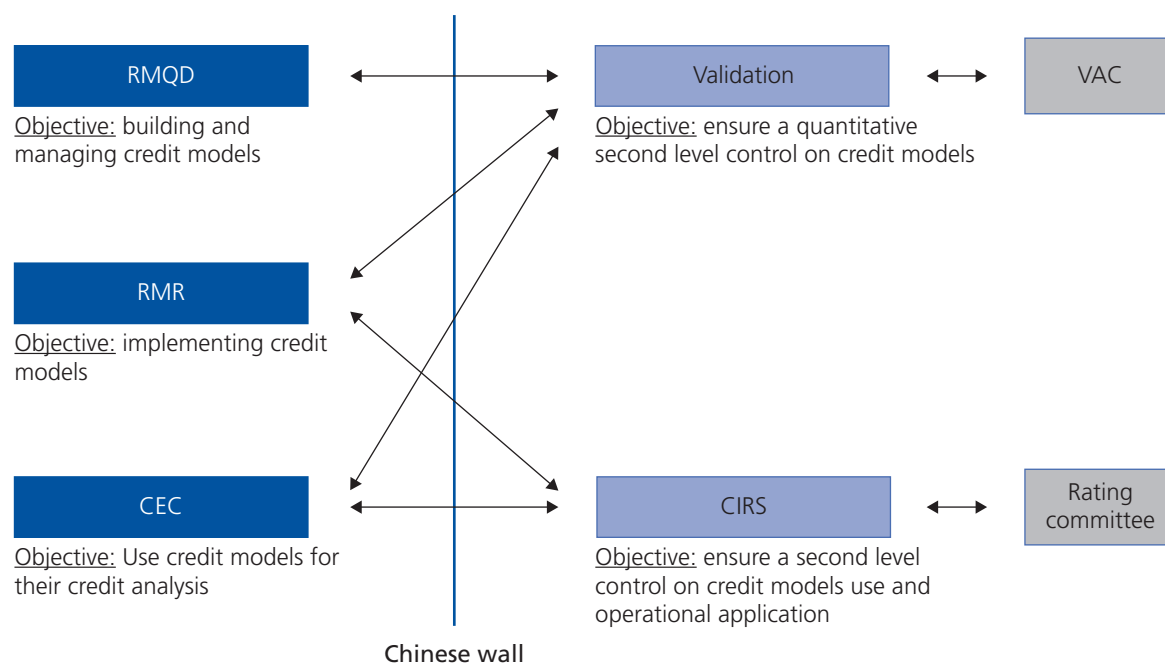 RMQD
Objective: building and
managing credit models
Validation
Objective: ensure a quantitative
second level control on credit models
VAC
RMR
Objective: implementing credit
models
CEC
Objective: Use credit models for
their credit analysis
CIRS
Objective: ensure a second level
control on credit models use and
operational application
Rating
committee
Chinese wall